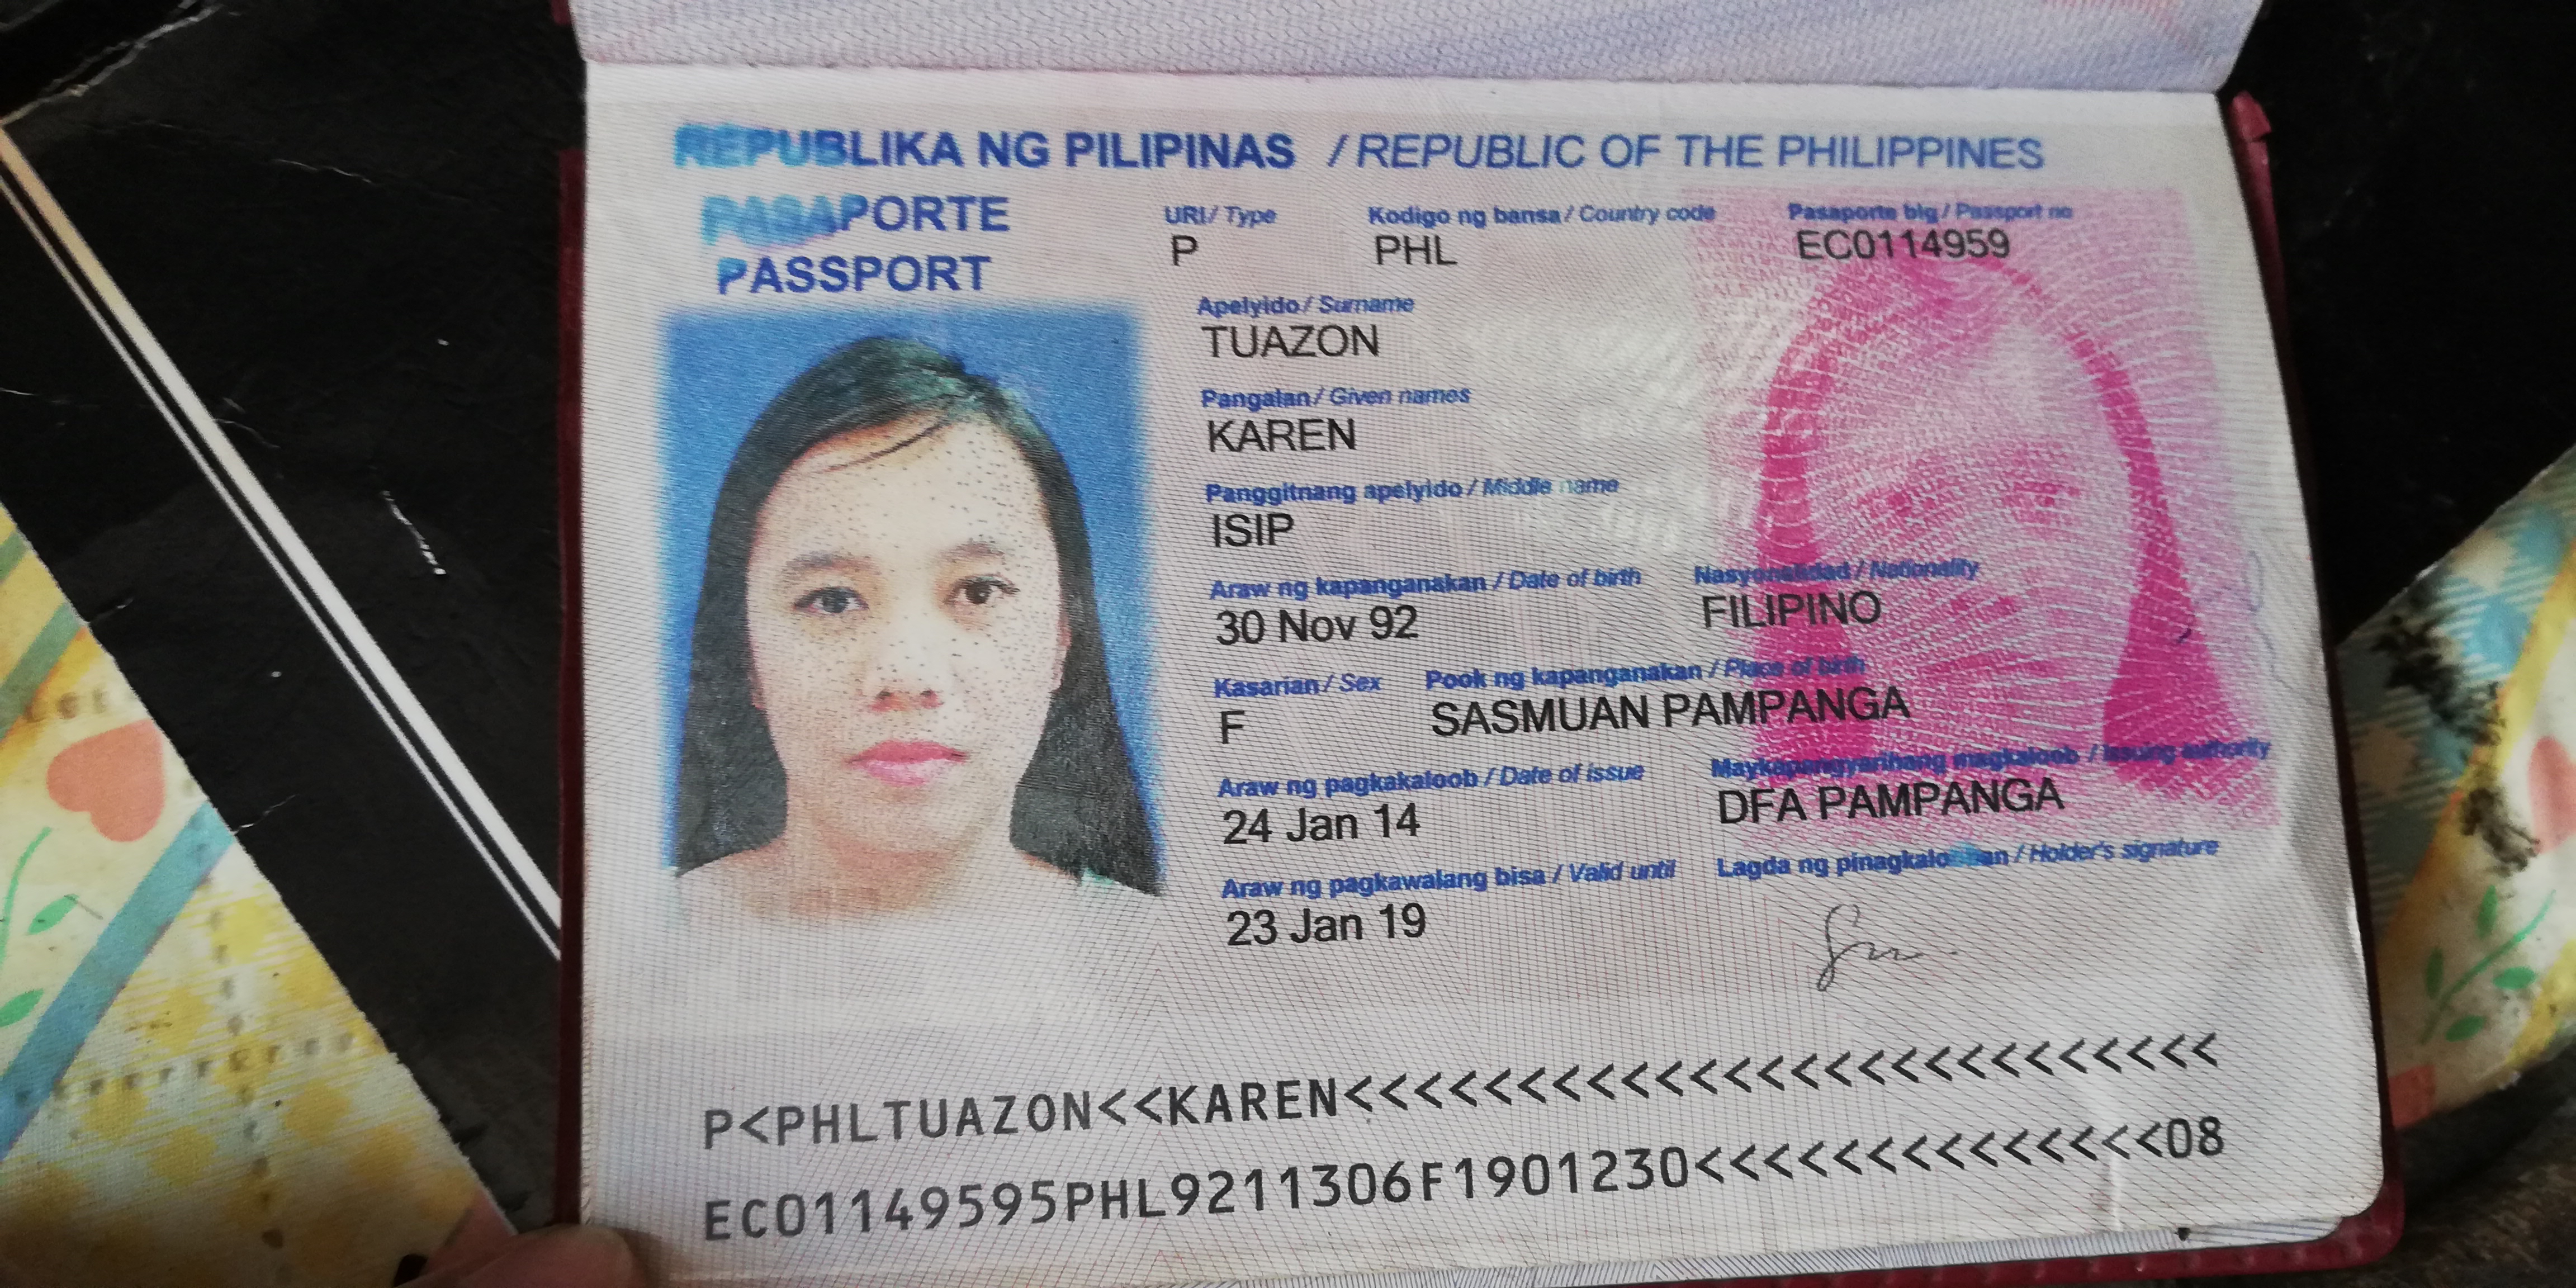 REPUBLIKA NG PILIPINAS / REPUBLIC OF THE PHILIPPINES
PASAPORTE
PASSPORT
URI/ Type
P
Kodigo ng bansa / Country code
PHL
Pasaporte blg / Passport no
EC0114959
Apelyido / Surname
TUAZON
Pangalan / Given names
KAREN
Panggitnang apelyido / Middle name
ISIP
Araw ng kapanganakan / Date of birth
30 Nov 92
Nasyonalidad / Nationality
FILIPINO
Kasarian / Sex
F
Pook ng kapanganakan / Place of birth
SASMUAN PAMPANGA
Araw ng pagkakaloob / Date of issue
24 Jan 14
Maykapangyarihang magkaloob / Issuing authority
DFA PAMPANGA
Araw ng pagkawalang bisa / Valid until
23 Jan 19
Lagda ng pinagkalooban / Holder's signature
P<PHLTUAZON<<KAREN<<<<<<<<<<<<<<<<<<<<<<<<<<
EC01149595PHL9211306F1901230<<<<<<<<<<<<<<08